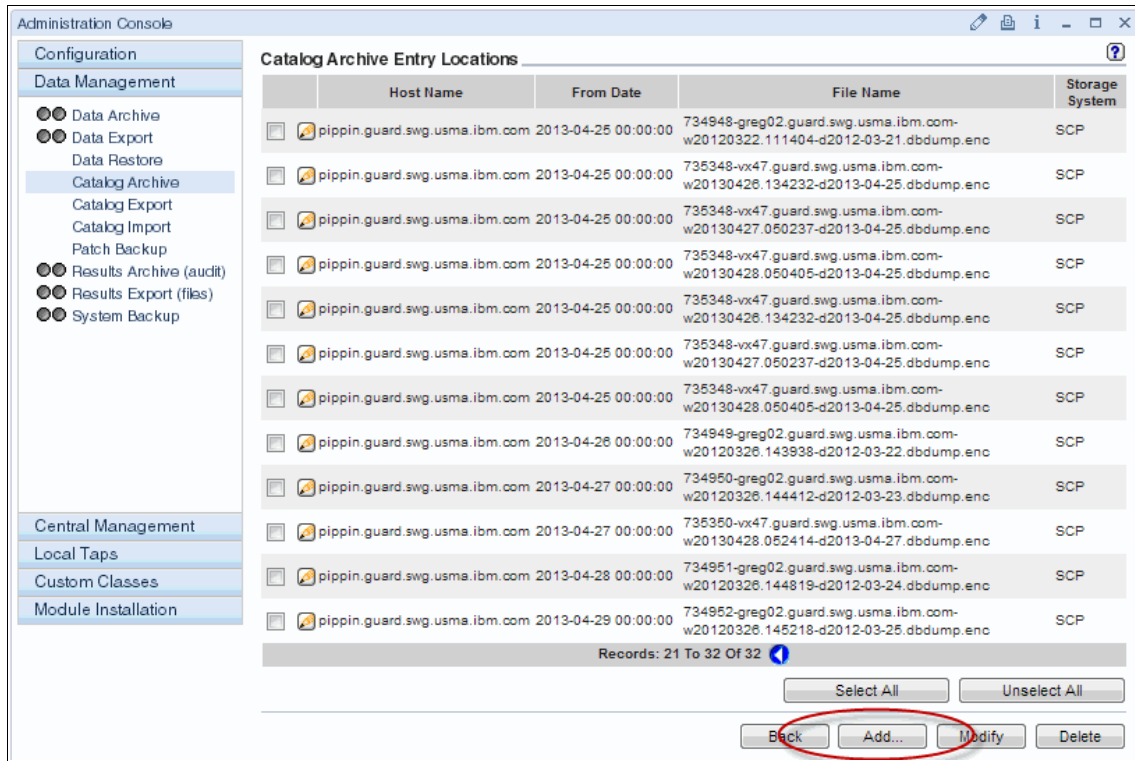 Administration Console
Configuration
Data Management
Data Archive
Data Export
Data Restore
Catalog Archive
Catalog Export
Catalog Import
Patch Backup
Results Archive (audit)
Results Export (files)
System Backup
Central Management
Local Taps
Custom Classes
Module Installation
Catalog Archive Entry Locations
Host Name From Date File Name Storage
System
pippin.guard.swg.usma.ibm.com 2013-04-25 00:00:00 734948-greg02.guard.swg.usma.ibm.com-
w20120322.111404-d2012-03-21.dbdump.enc SCP
pippin.guard.swg.usma.ibm.com 2013-04-25 00:00:00 735348-vx47.guard.swg.usma.ibm.com-
w20130426.134232-d2013-04-25.dbdump.enc SCP
pippin.guard.swg.usma.ibm.com 2013-04-25 00:00:00 735348-vx47.guard.swg.usma.ibm.com-
w20130427.050237-d2013-04-25.dbdump.enc SCP
pippin.guard.swg.usma.ibm.com 2013-04-25 00:00:00 735348-vx47.guard.swg.usma.ibm.com-
w20130428.050405-d2013-04-25.dbdump.enc SCP
pippin.guard.swg.usma.ibm.com 2013-04-25 00:00:00 735348-vx47.guard.swg.usma.ibm.com-
w20130426.134232-d2013-04-25.dbdump.enc SCP
pippin.guard.swg.usma.ibm.com 2013-04-25 00:00:00 735348-vx47.guard.swg.usma.ibm.com-
w20130427.050237-d2013-04-25.dbdump.enc SCP
pippin.guard.swg.usma.ibm.com 2013-04-25 00:00:00 735348-vx47.guard.swg.usma.ibm.com-
w20130428.050405-d2013-04-25.dbdump.enc SCP
pippin.guard.swg.usma.ibm.com 2013-04-26 00:00:00 734949-greg02.guard.swg.usma.ibm.com-
w20120326.143938-d2012-03-22.dbdump.enc SCP
pippin.guard.swg.usma.ibm.com 2013-04-27 00:00:00 734950-greg02.guard.swg.usma.ibm.com-
w20120326.144412-d2012-03-23.dbdump.enc SCP
pippin.guard.swg.usma.ibm.com 2013-04-27 00:00:00 735350-vx47.guard.swg.usma.ibm.com-
w20130428.052414-d2013-04-27.dbdump.enc SCP
pippin.guard.swg.usma.ibm.com 2013-04-28 00:00:00 734951-greg02.guard.swg.usma.ibm.com-
w20120326.144819-d2012-03-24.dbdump.enc SCP
pippin.guard.swg.usma.ibm.com 2013-04-29 00:00:00 734952-greg02.guard.swg.usma.ibm.com-
w20120326.145218-d2012-03-25.dbdump.enc SCP
Records: 21 To 32 Of 32
Select All Unselect All
Back Add... Modify Delete